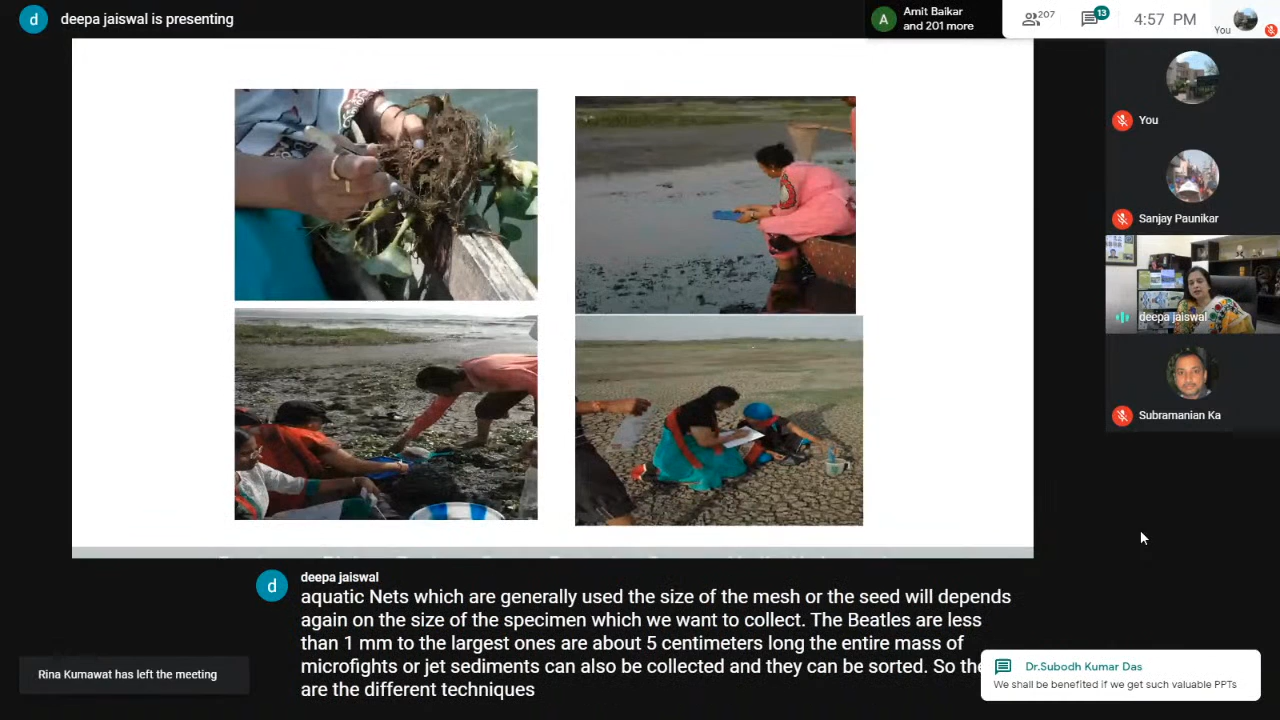 d
deepa jaiswal is presenting
A
Amit Baikar
and 201 more
207
13
4:57 PM
You
You
Sanjay Paunikar
deepa jaiswal
Subramanian Ka
d
deepa jaiswal
aquatic Nets which are generally used the size of the mesh or the seed will depends
again on the size of the specimen which we want to collect. The Beatles are less
than 1 mm to the largest ones are about 5 centimeters long the entire mass of
microfights or jet sediments can also be collected and they can be sorted. So
are the different techniques
Rina Kumawat has left the meeting
Dr.Subodh Kumar Das
We shall be benefited if we get such valuable PPTs